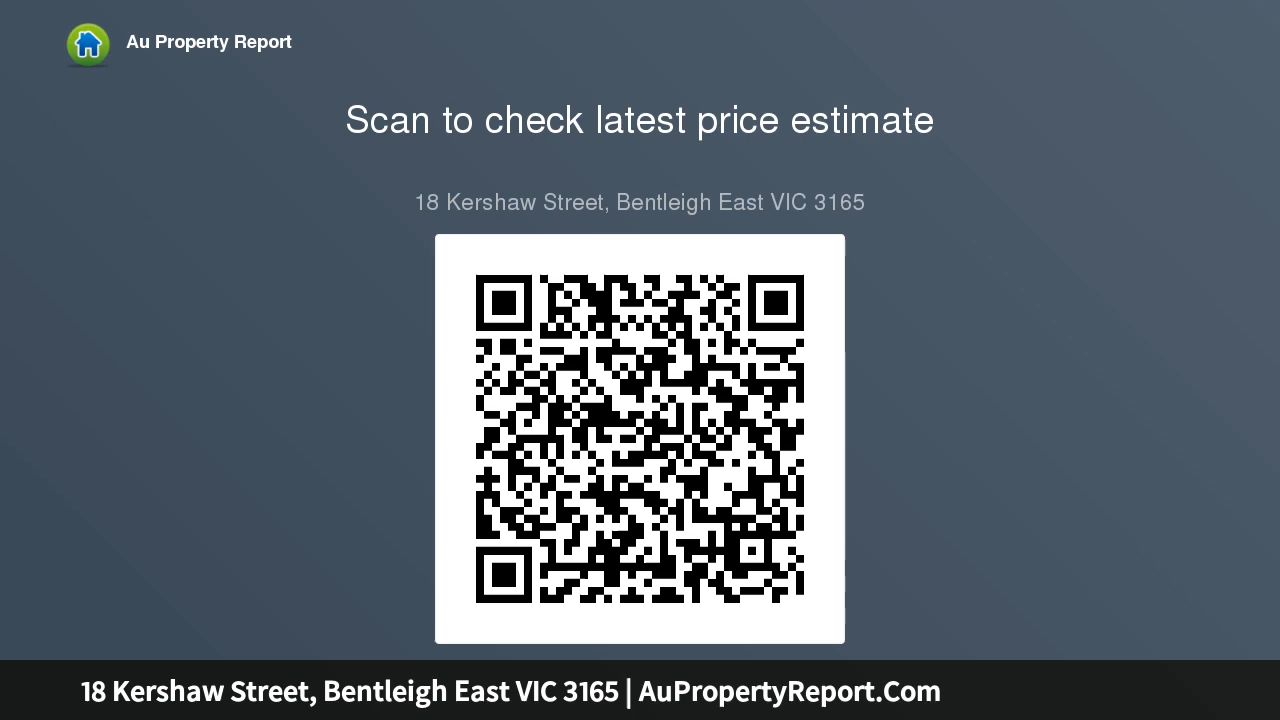 Au Property Report
Scan to check latest price estimate
18 Kershaw Street, Bentleigh East VIC 3165
18 Kershaw Street, Bentleigh East VIC 3165 | AuPropertyReport.Com